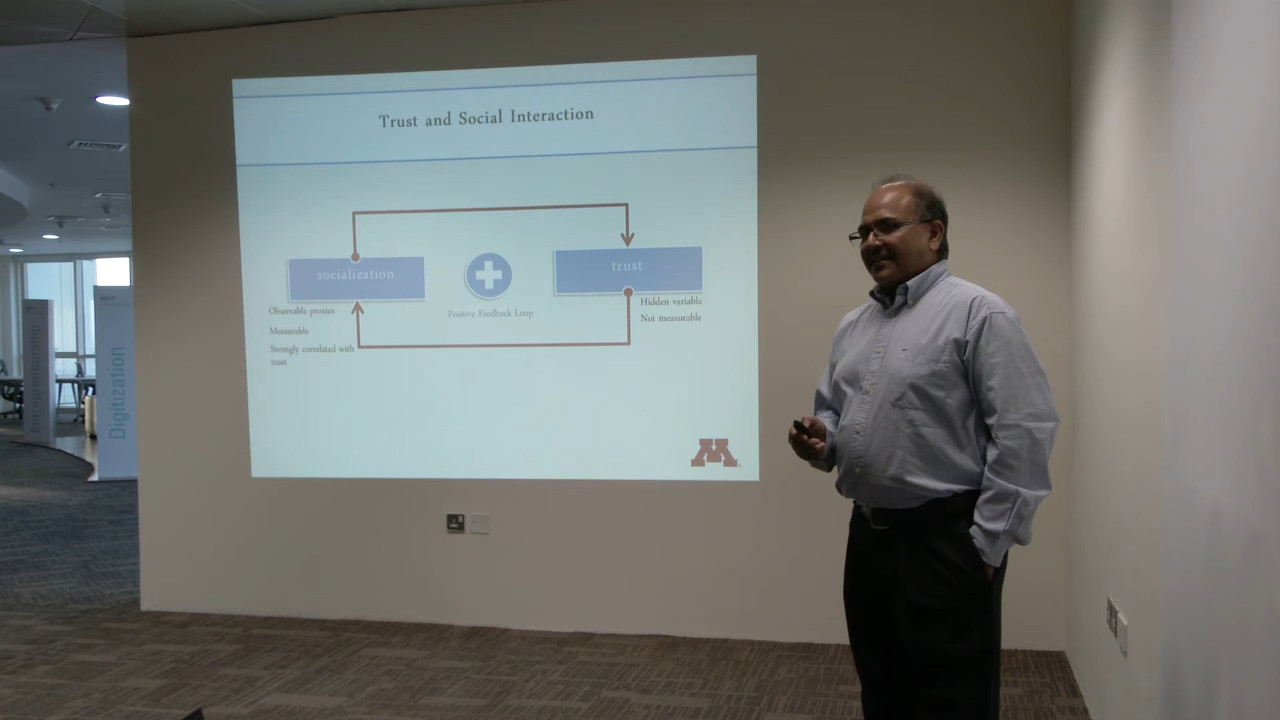 Trust and Social Interaction
socialization
trust
Observable proxies
Measurable
Strongly correlated with
trust
Positive Feedback Loop
Hidden variable
Not measurable
M
Entrepreneurship
Digitization